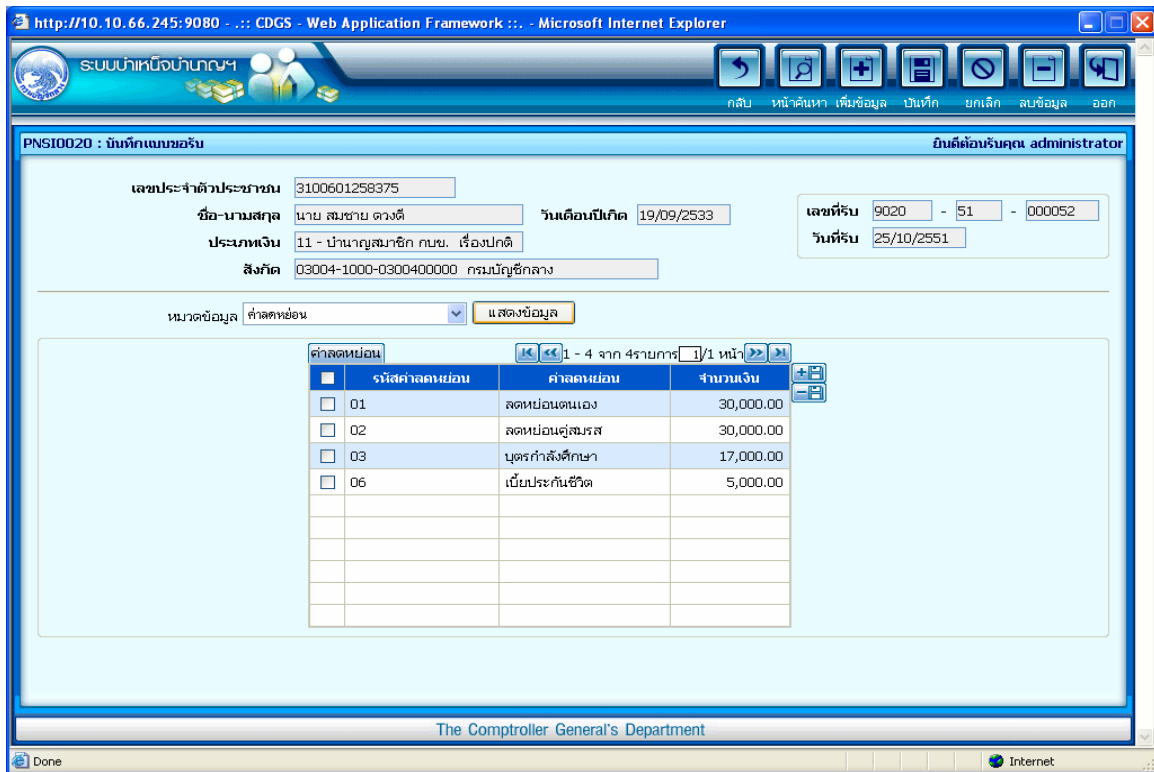 http://10.10.66.245:9080 - .:: CDGS - Web Application Framework ::. - Microsoft Internet Explorer
ระบบบำเหน็จบำนาญฯ
กรมบัญชีกลาง
กลับ หน้าค้นหา เพิ่มข้อมูล บันทึก ยกเลิก ลบข้อมูล ออก
PNSI0020 : บันทึกแบบขอรับ ยินดีต้อนรับคุณ administrator
เลขประจำตัวประชาชน 3100601258375
ชื่อ-นามสกุล นาย สมชาย ดวงดี วันเดือนปีเกิด 19/09/2533 เลขที่รับ 9020 - 51 - 000052
ประเภทเงิน 11 - บำนาญสมาชิก กบข. เรื่องปกติ วันที่รับ 25/10/2551
สังกัด 03004-1000-0300400000 กรมบัญชีกลาง
หมวดข้อมูล ค่าลดหย่อน แสดงข้อมูล
ค่าลดหย่อน 1 - 4 จาก 4รายการ 1/1 หน้า
รหัสค่าลดหย่อน ค่าลดหย่อน จำนวนเงิน
01 ลดหย่อนตนเอง 30,000.00
02 ลดหย่อนคู่สมรส 30,000.00
03 บุตรกำลังศึกษา 17,000.00
06 เบี้ยประกันชีวิต 5,000.00
The Comptroller General's Department
Done Internet